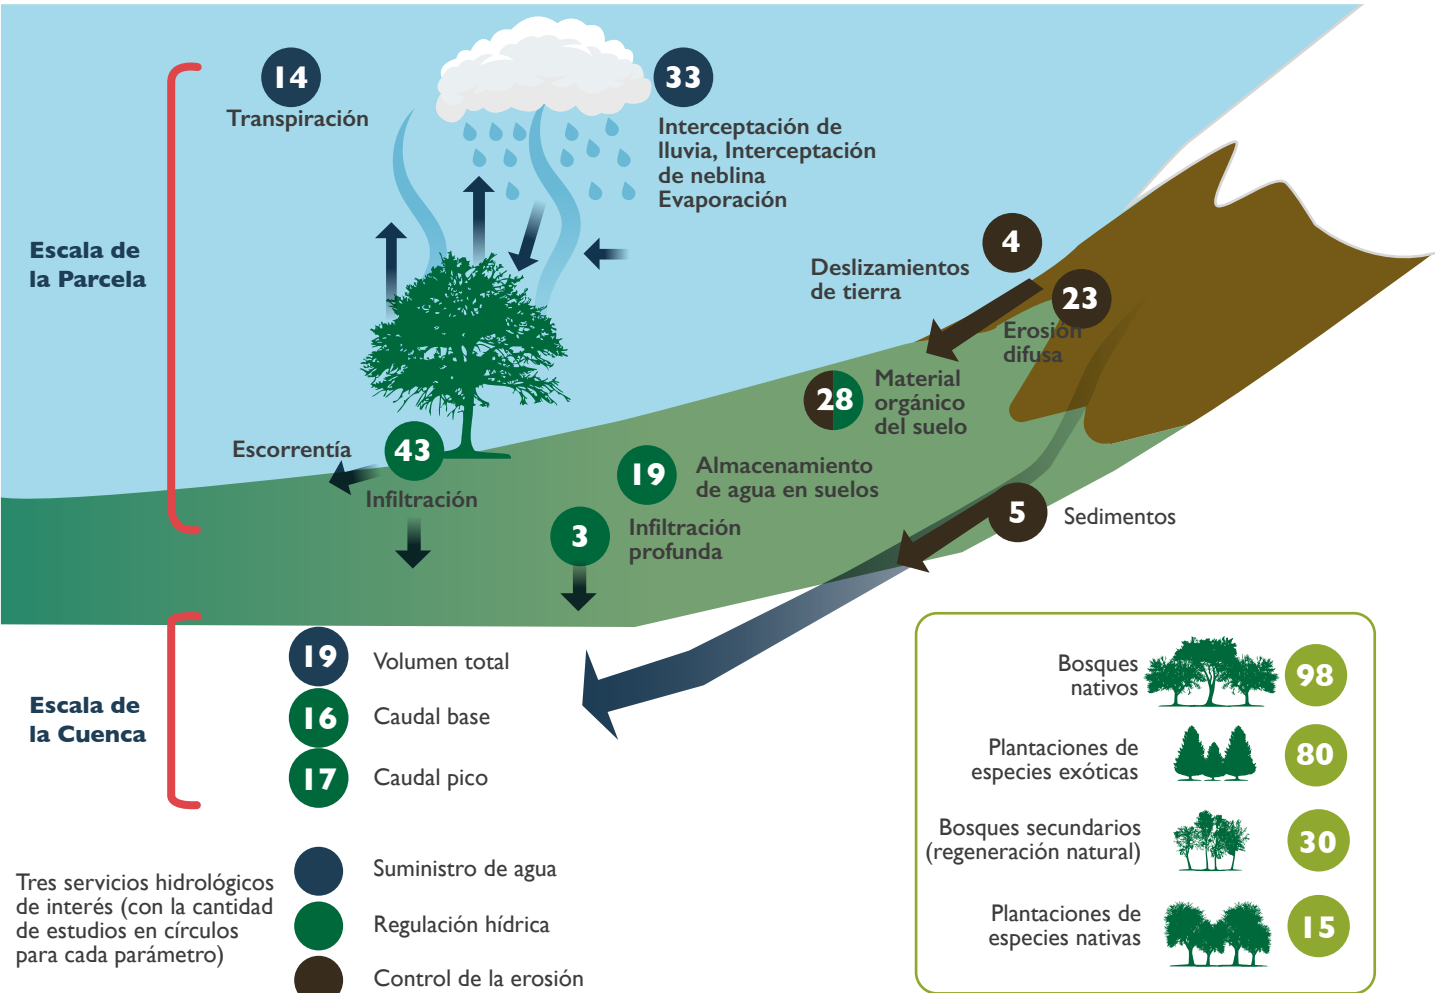 14
Transpiración
33
Interceptación de
lluvia, Interceptación
de neblina
Evaporación
Escala de
la Parcela
4
Deslizamientos
de tierra
23
Erosión
difusa
28
Material
orgánico
del suelo
Escorrentía
43
Infiltración
19
Almacenamiento
de agua en suelos
3
Infiltración
profunda
5
Sedimentos
Escala de
la Cuenca
19
Volumen total
16
Caudal base
17
Caudal pico
Tres servicios hidrológicos
de interés (con la cantidad
de estudios en círculos
para cada parámetro)
Suministro de agua
Regulación hídrica
Control de la erosión
Bosques
nativos
98
Plantaciones de
especies exóticas
80
Bosques secundarios
(regeneración natural)
30
Plantaciones de
especies nativas
15